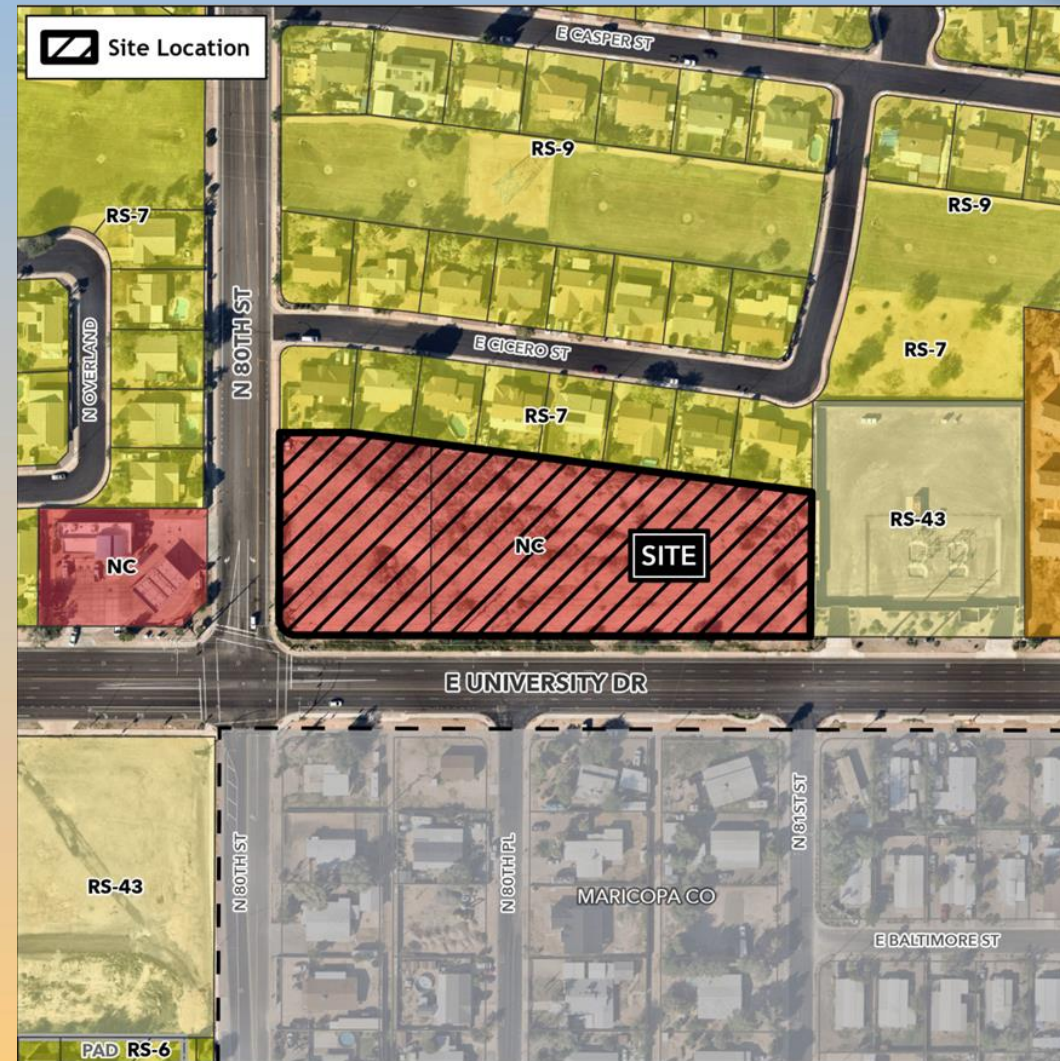 Site Location
E CASPER ST
RS-9
RS-9
RS-7
N 80TH ST
N OVERLAND
E CICERO ST
RS-7
RS-7
NC
NC
SITE
RS-43
E UNIVERSITY DR
N 80TH ST
N 80TH PL
N 81ST ST
RS-43
MARICOPA CO
E BALTIMORE ST
PAD RS-6